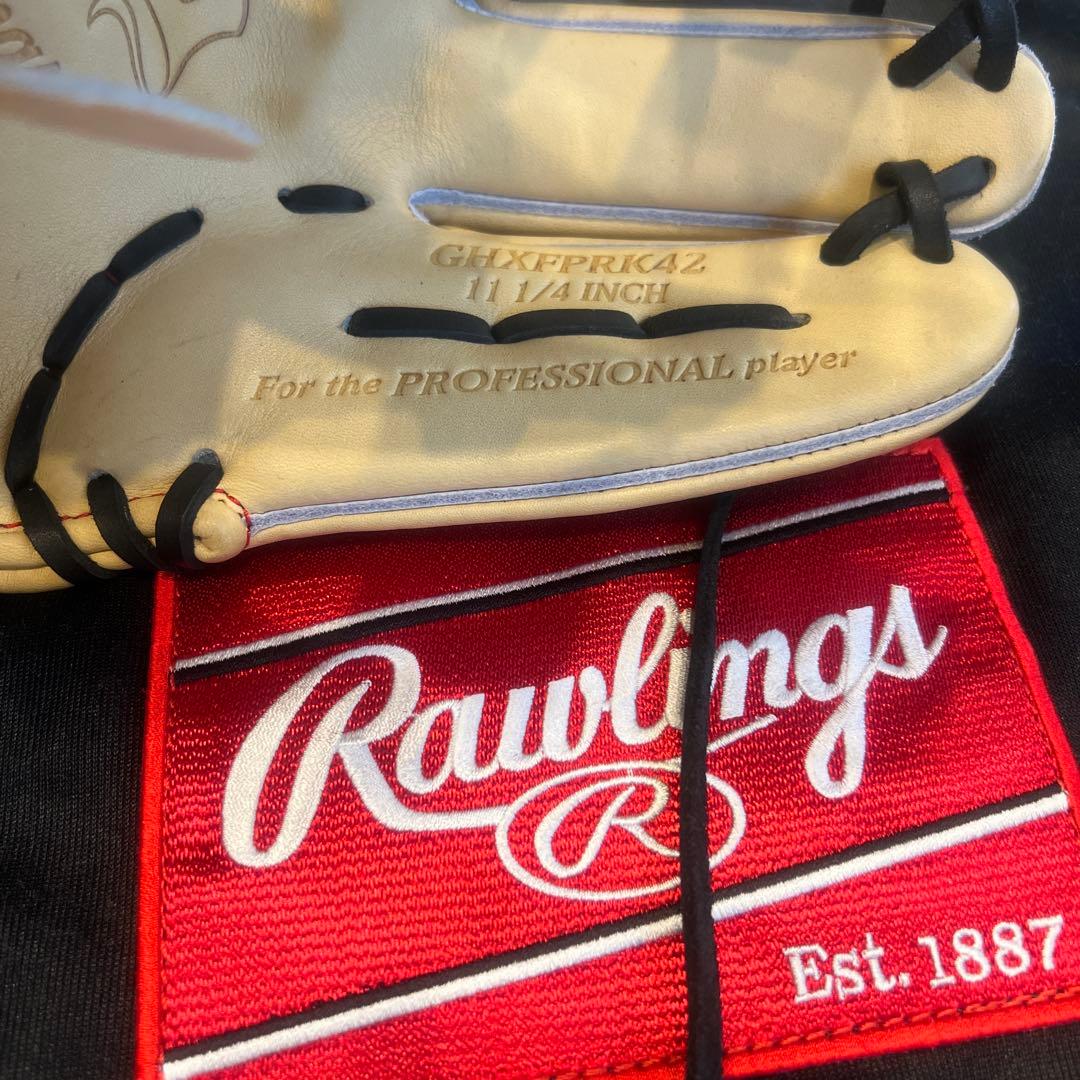 GHXFPRK42
11 1/4 INCH
For the PROFESSIONAL player
Rawlings
R
Est. 1887